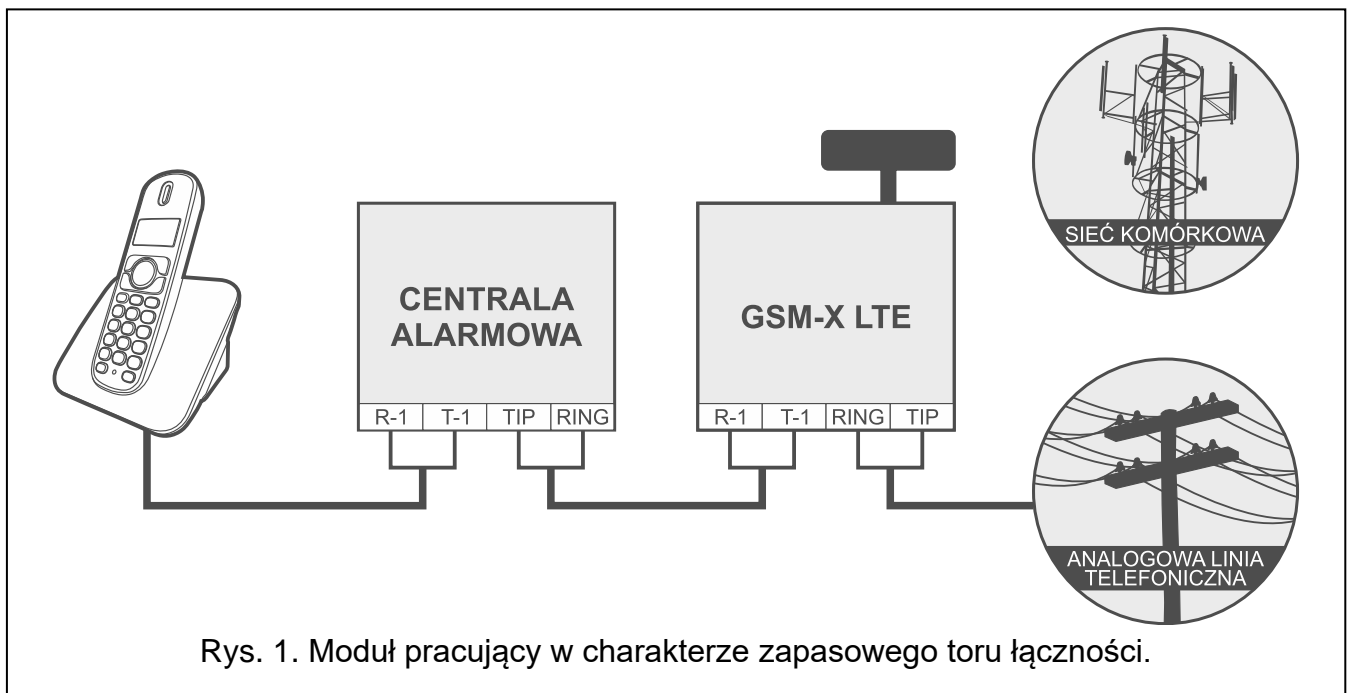 CENTRALA
ALARMOWA
R-1 T-1 TIP RING
GSM-X LTE
R-1 T-1 RING TIP
SIEĆ KOMÓRKOWA
ANALOGOWA LINIA
TELEFONICZNA
Rys. 1. Moduł pracujący w charakterze zapasowego toru łączności.